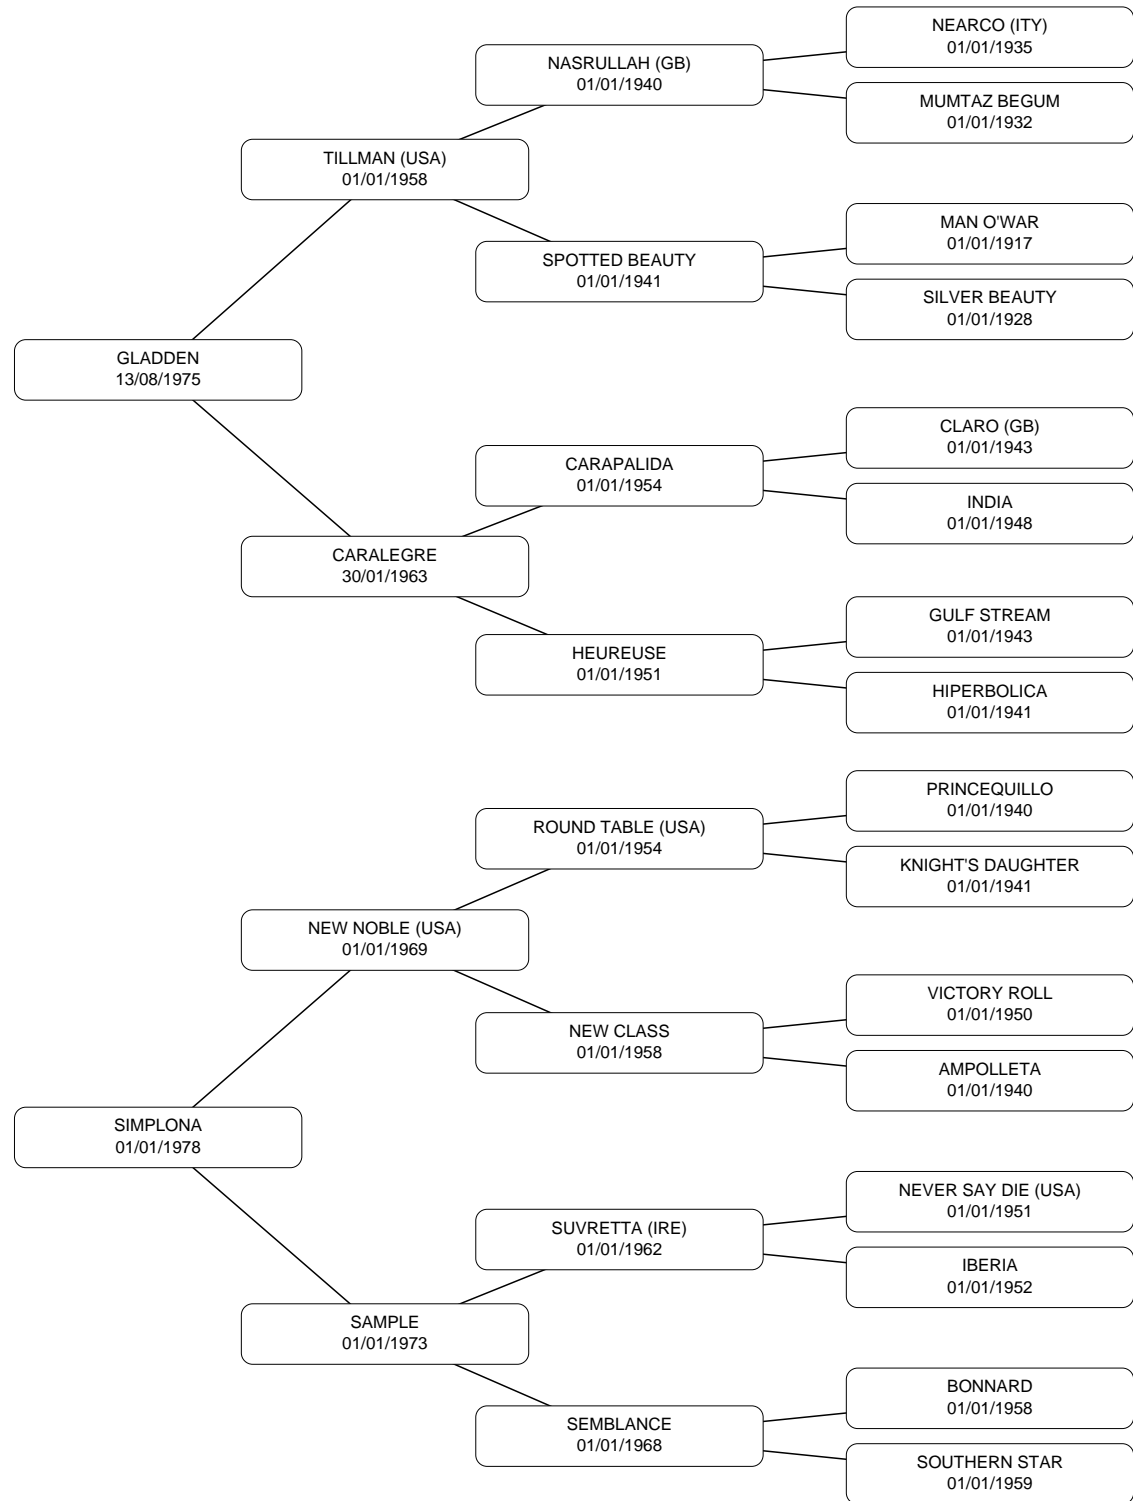 NEARCO (ITY)
01/01/1935
NASRULLAH (GB)
01/01/1940
MUMTAZ BEGUM
01/01/1932
TILLMAN (USA)
01/01/1958
MAN O'WAR
01/01/1917
SPOTTED BEAUTY
01/01/1941
SILVER BEAUTY
01/01/1928
GLADDEN
13/08/1975
CLARO (GB)
01/01/1943
CARAPALIDA
01/01/1954
INDIA
01/01/1948
CARALEGRE
30/01/1963
GULF STREAM
01/01/1943
HEUREUSE
01/01/1951
HIPERBOLICA
01/01/1941
PRINCEQUILLO
01/01/1940
ROUND TABLE (USA)
01/01/1954
KNIGHT'S DAUGHTER
01/01/1941
NEW NOBLE (USA)
01/01/1969
VICTORY ROLL
01/01/1950
NEW CLASS
01/01/1958
AMPOLLETA
01/01/1940
SIMPLONA
01/01/1978
NEVER SAY DIE (USA)
01/01/1951
SUVRETTA (IRE)
01/01/1962
IBERIA
01/01/1952
SAMPLE
01/01/1973
BONNARD
01/01/1958
SEMBLANCE
01/01/1968
SOUTHERN STAR
01/01/1959